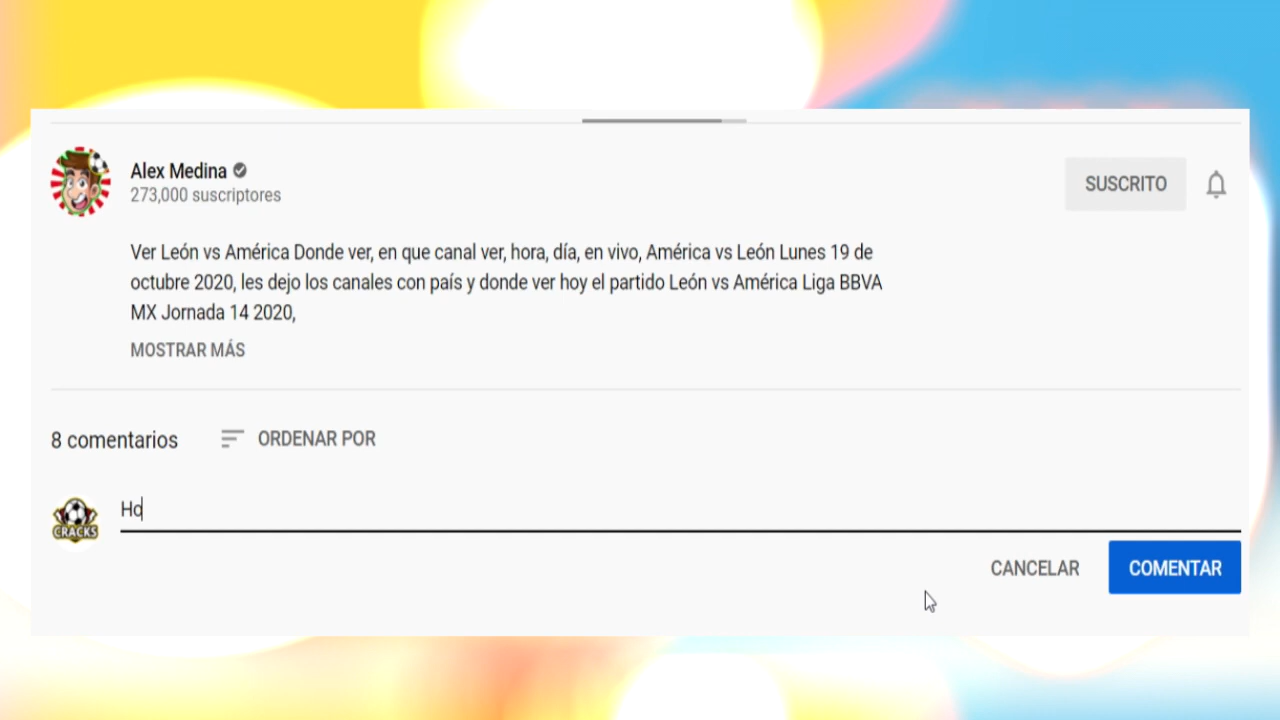 Alex Medina
273,000 suscriptores
SUSCRITO
Ver León vs América Donde ver, en que canal ver, hora, día, en vivo, América vs León Lunes 19 de
octubre 2020, les dejo los canales con país y donde ver hoy el partido León vs América Liga BBVA
MX Jornada 14 2020,
MOSTRAR MÁS
8 comentarios
ORDENAR POR
CRACKS
Ho
CANCELAR
COMENTAR